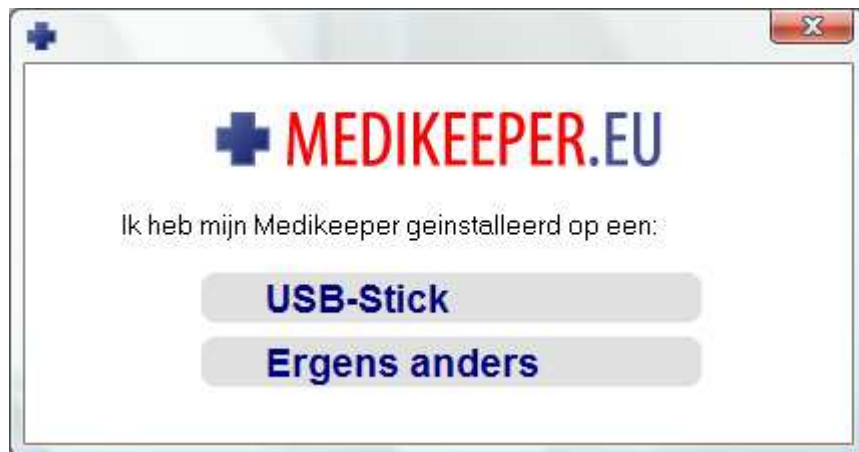 MEDIKEEPER.EU
Ik heb mijn Medikeeper geinstalleerd op een:
USB-Stick
Ergens anders